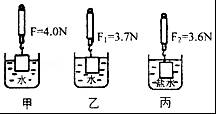 F=4.0N F₁=3.7N F₂=3.6N
水 水 盐水
甲 乙 丙